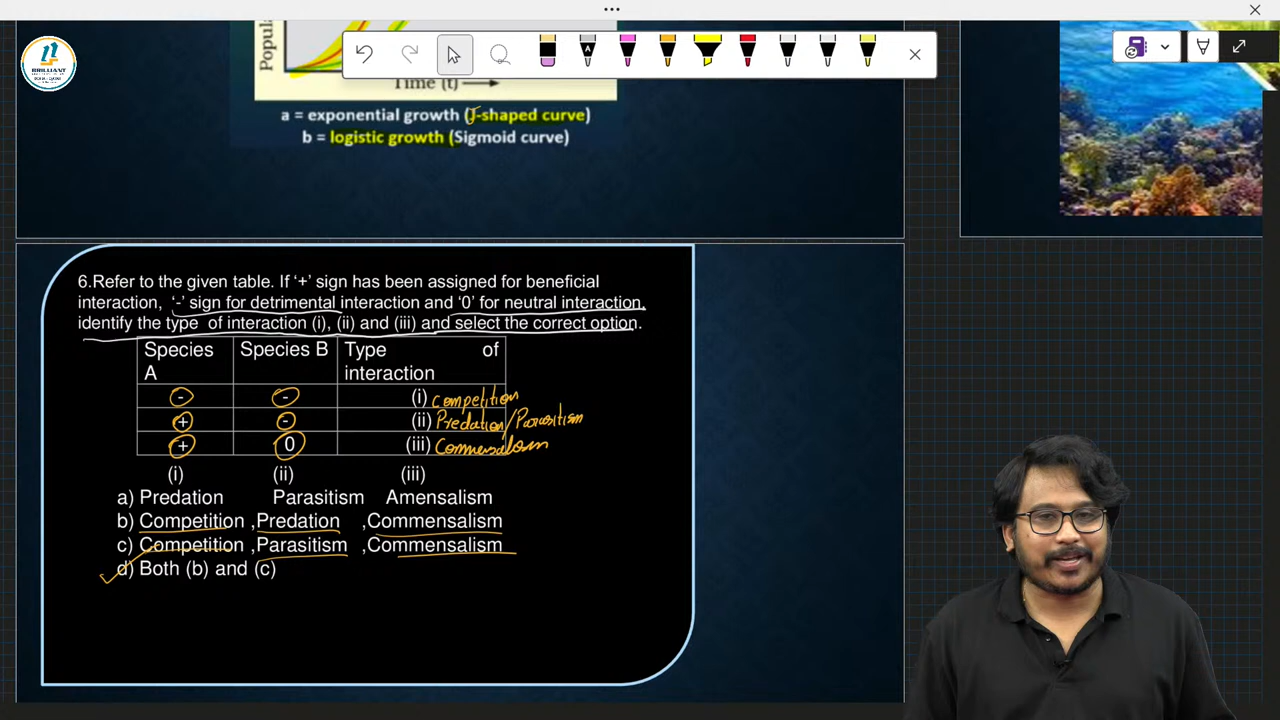 BRILLIANT
Popula
Time (t)
a = exponential growth (J-shaped curve)
b = logistic growth (Sigmoid curve)
6.Refer to the given table. If ‘+’ sign has been assigned for beneficial
interaction, ‘-’ sign for detrimental interaction and ‘0’ for neutral interaction,
identify the type of interaction (i), (ii) and (iii) and select the correct option.
Species A Species B Type of interaction
- - (i) Competition
+ - (ii) Predation/Parasitism
+ 0 (iii) Commensalism
(i) (ii) (iii)
a) Predation Parasitism Amensalism
b) Competition ,Predation ,Commensalism
c) Competition ,Parasitism ,Commensalism
d) Both (b) and (c)